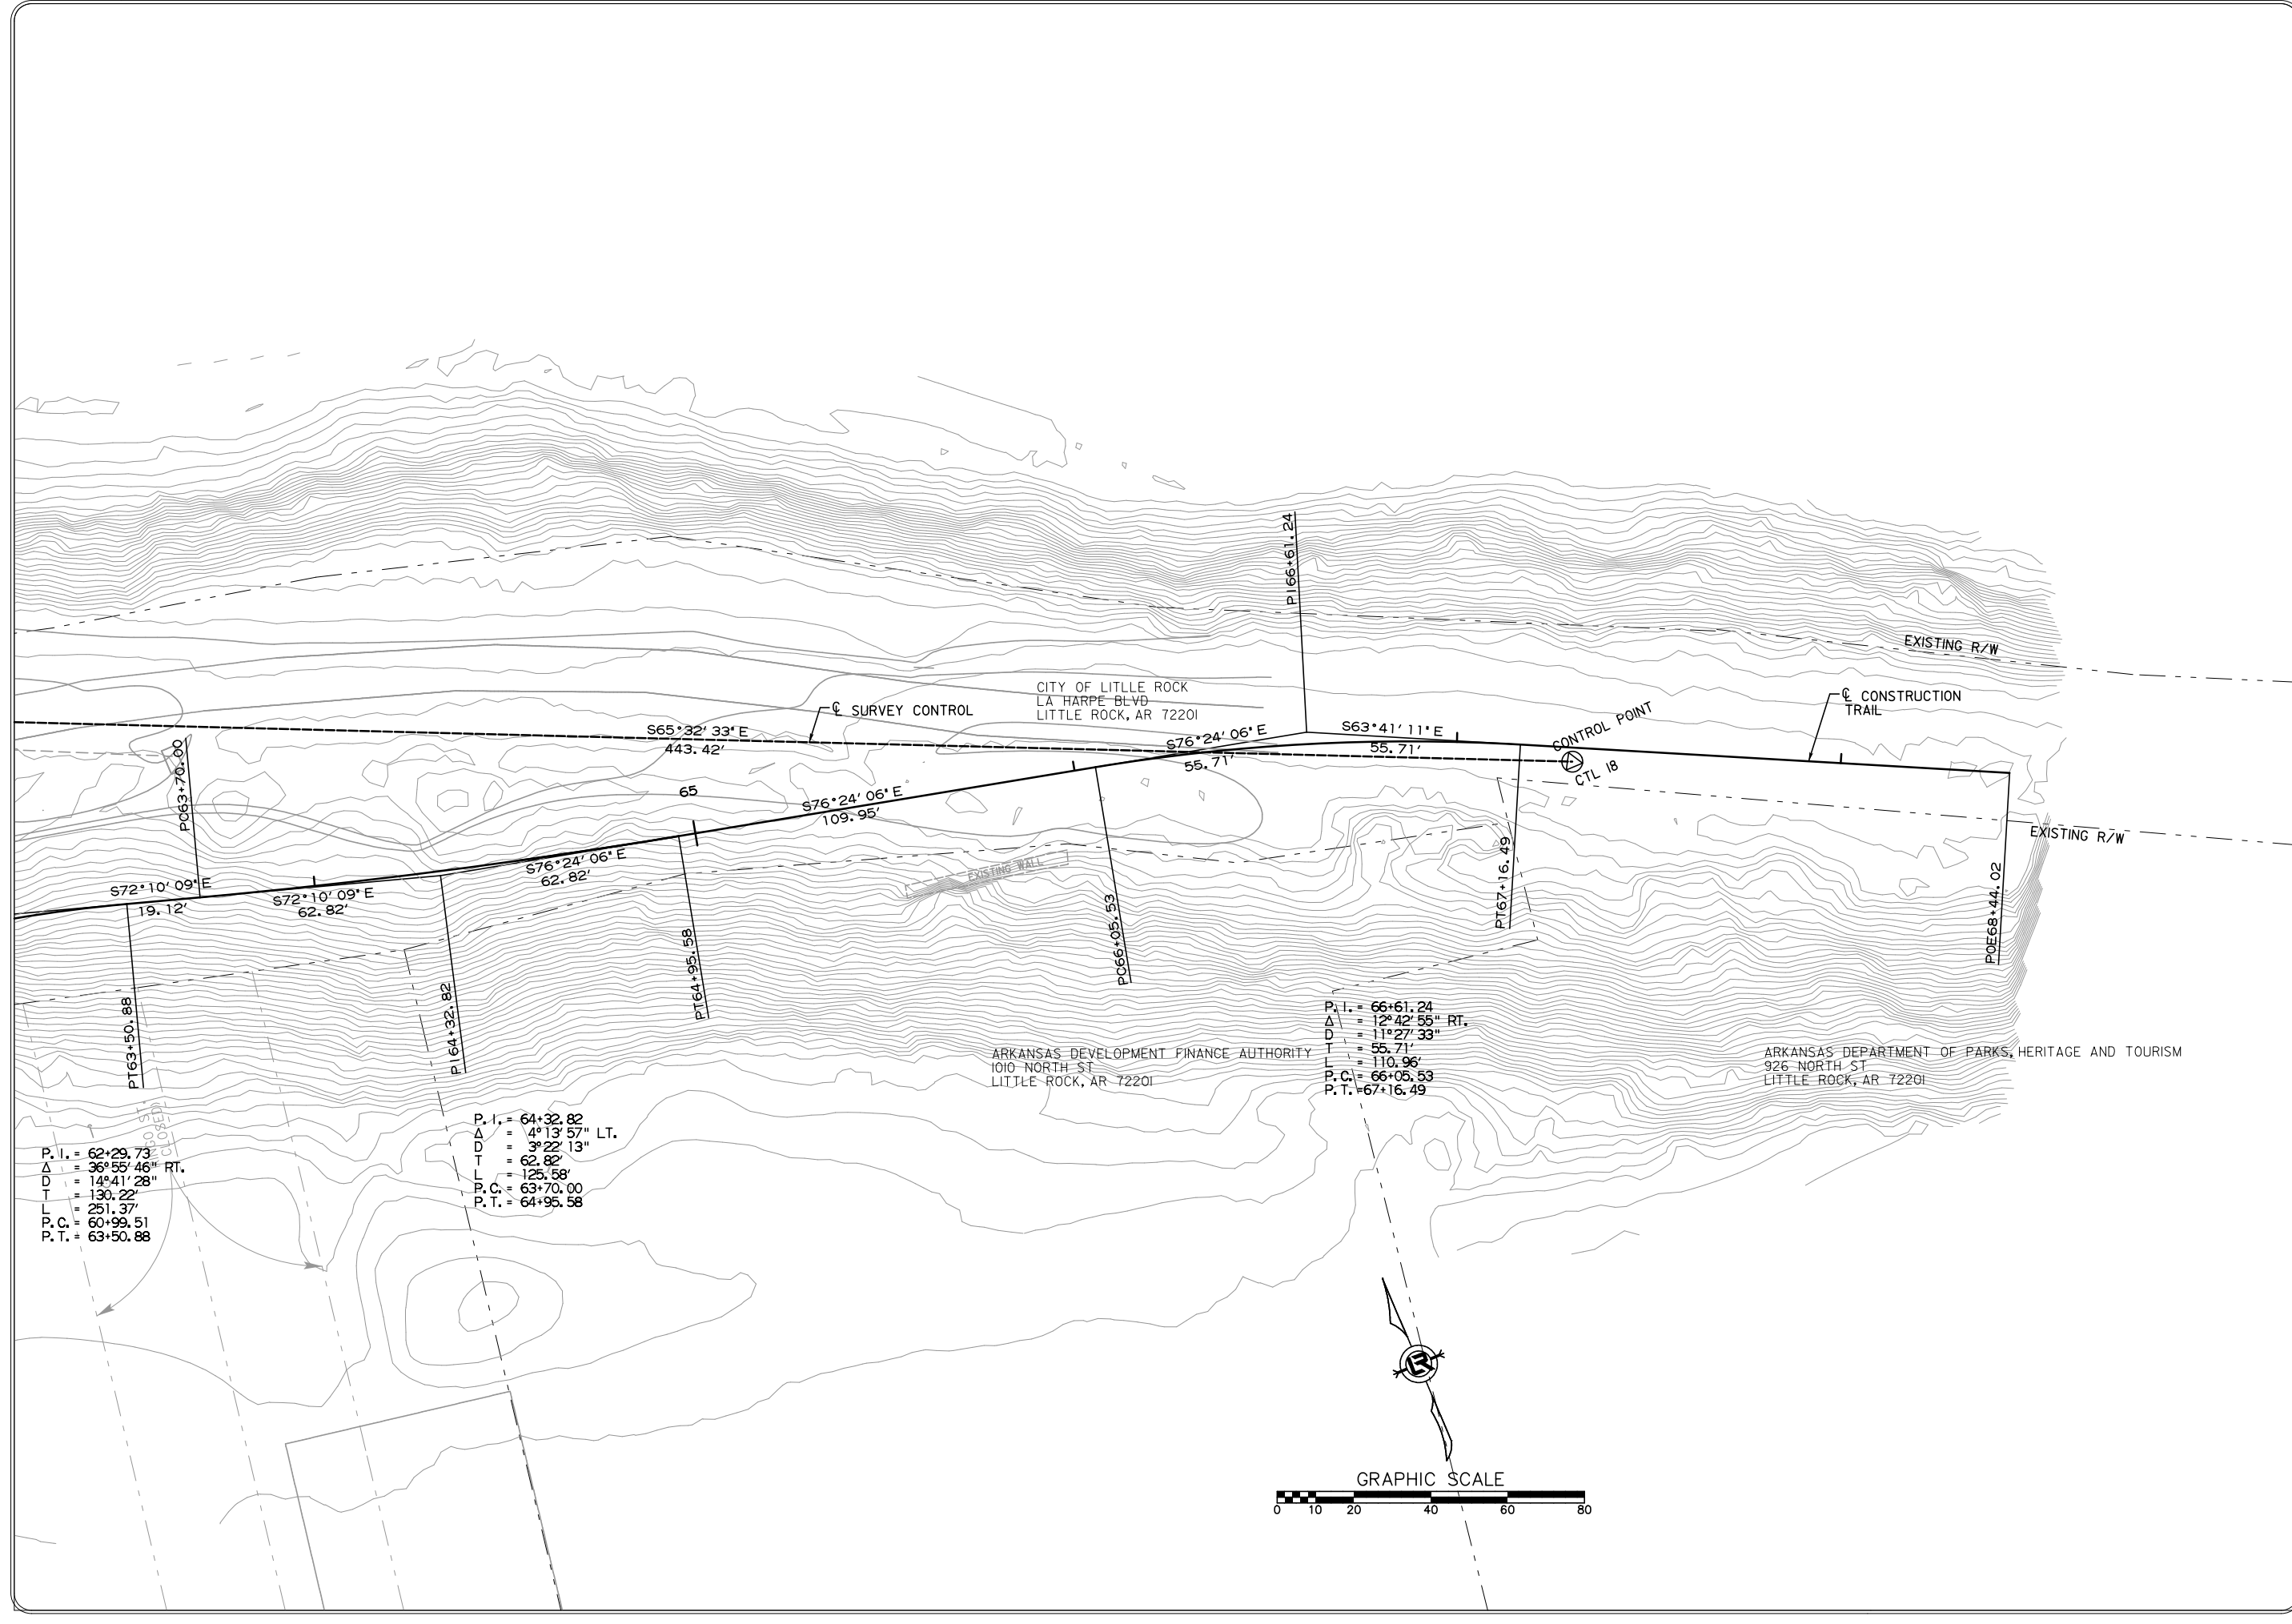 PI66+61.24
EXISTING R/W
CITY OF LITLLE ROCK
LA HARPE BLVD
LITTLE ROCK, AR 72201
℄ CONSTRUCTION
TRAIL
℄ SURVEY CONTROL
S65°32'33"E
443.42'
S76°24'06"E
55.71'
S63°41'11"E
55.71'
CONTROL POINT
CTL 18
PC63+70.00
65
S76°24'06"E
109.95'
EXISTING R/W
EXISTING WALL
S76°24'06"E
62.82'
S72°10'09"E
19.12'
S72°10'09"E
62.82'
PT67+16.49
POE68+44.02
PC66+05.53
PT64+95.58
PI64+32.82
PT63+50.88
P.I. = 66+61.24
Δ = 12°42'55" RT.
D = 11°27'33"
T = 55.71'
L = 110.96'
P.C. = 66+05.53
P.T. =67+16.49
ARKANSAS DEVELOPMENT FINANCE AUTHORITY
1010 NORTH ST
LITTLE ROCK, AR 72201
ARKANSAS DEPARTMENT OF PARKS, HERITAGE AND TOURISM
926 NORTH ST
LITTLE ROCK, AR 72201
P.I. = 64+32.82
Δ = 4°13'57" LT.
D = 3°22'13"
T = 62.82'
L = 125.58'
P.C. = 63+70.00
P.T. = 64+95.58
CLOSED
P.I. = 62+29.73
Δ = 36°55'46" RT.
D = 14°41'28"
T = 130.22'
L = 251.37'
P.C. = 60+99.51
P.T. = 63+50.88
LR
GRAPHIC SCALE
0 10 20 40 60 80